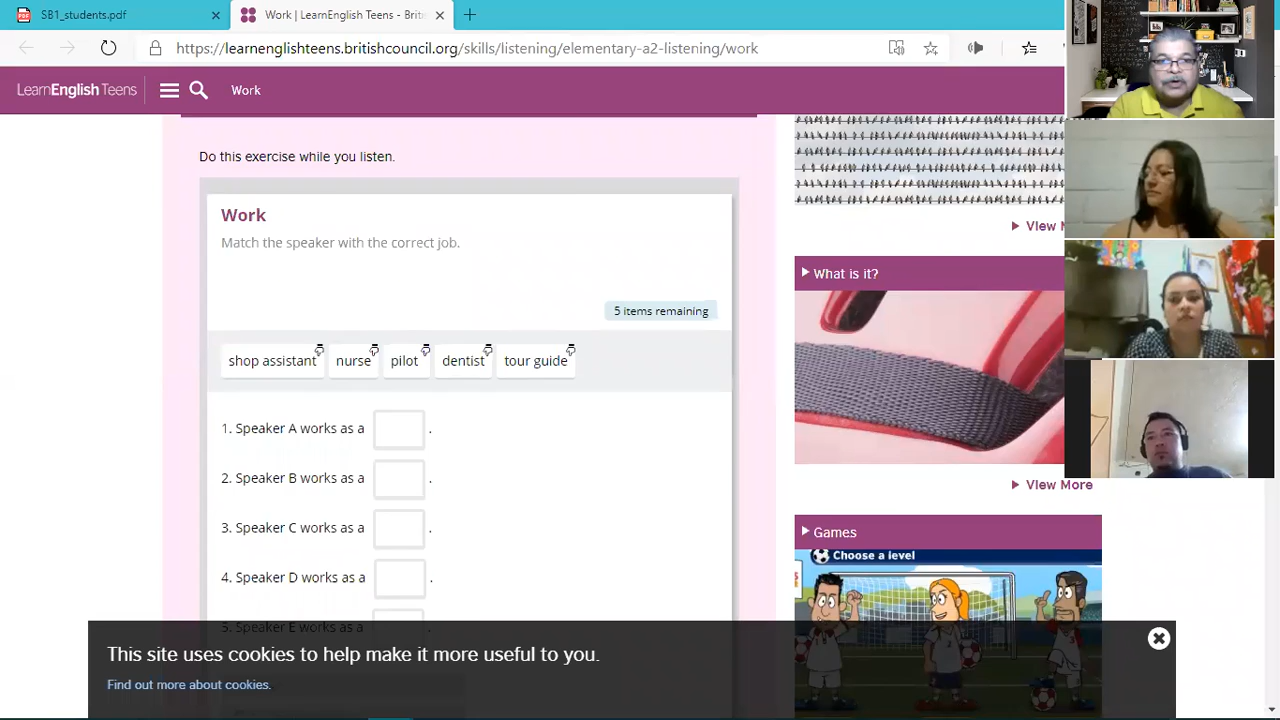 SB1_students.pdf
Work | LearnEnglish Teens - Briti
https://learnenglishteens.britishcouncil.org/skills/listening/elementary-a2-listening/work
LearnEnglish Teens
Work
Do this exercise while you listen.
Work
Match the speaker with the correct job.
5 items remaining
shop assistant
nurse
pilot
dentist
tour guide
1. Speaker A works as a .
2. Speaker B works as a .
3. Speaker C works as a .
4. Speaker D works as a .
5. Speaker E works as a .
View
What is it?
View More
Games
Choose a level
This site uses cookies to help make it more useful to you.
Find out more about cookies.